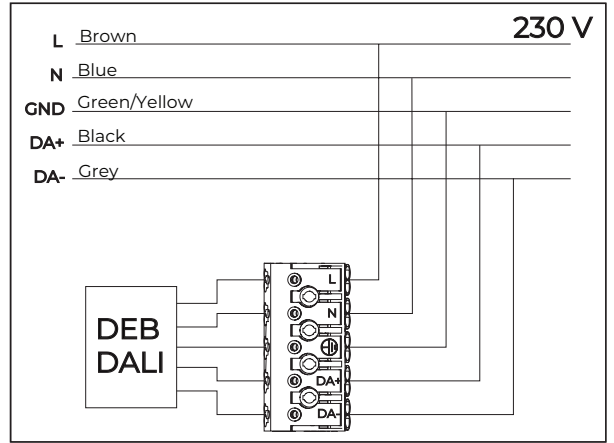 230 V
L Brown
N Blue
GND Green/Yellow
DA+ Black
DA- Grey
DEB
DALI
L
N
DA+
DA-